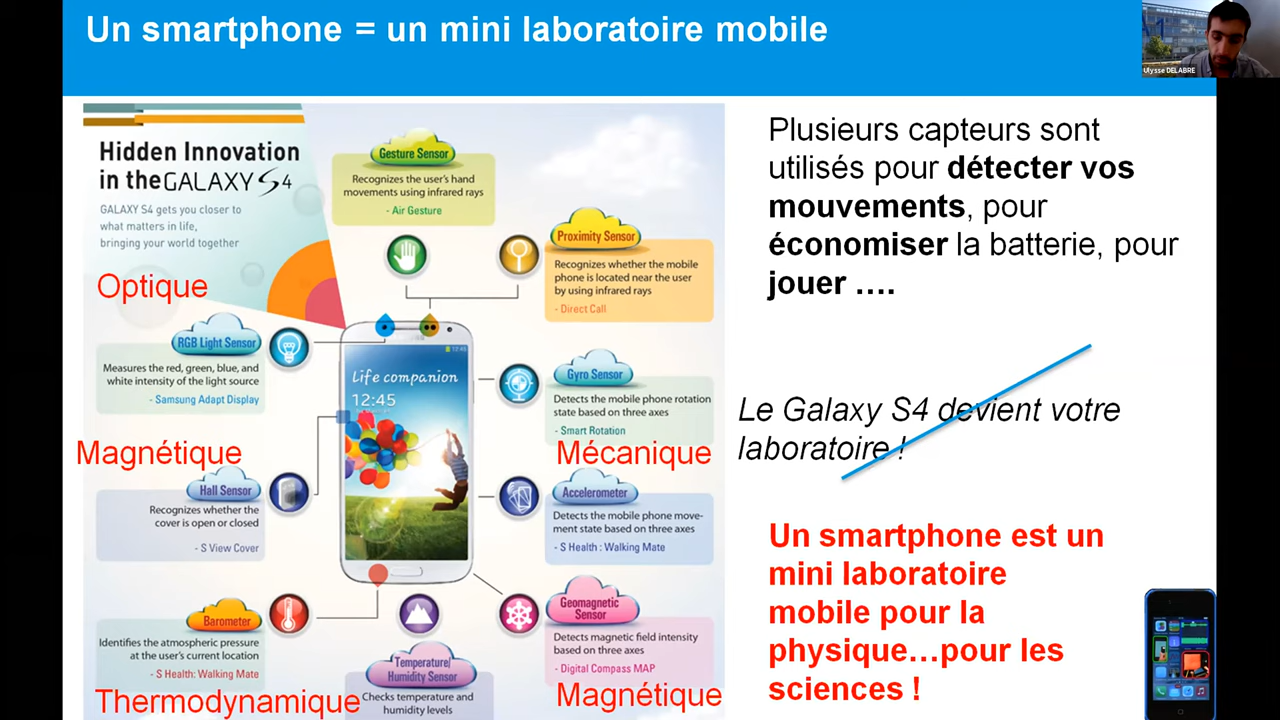 Un smartphone = un mini laboratoire mobile
Ulysse DELABRE
Hidden Innovation
in the GALAXY S4
GALAXY S4 gets you closer to
what matters in life,
bringing your world together
Optique
Gesture Sensor
Recognizes the user's hand
movements using infrared rays
- Air Gesture
Proximity Sensor
Recognizes whether the mobile
phone is located near the user
by using infrared rays
- Direct Call
RGB Light Sensor
Measures the red, green, blue, and
white intensity of the light source
- Samsung Adapt Display
Life companion
12:45
12:45
Gyro Sensor
Detects the mobile phone rotation
state based on three axes
- Smart Rotation
Magnétique
Mécanique
Hall Sensor
Recognizes whether the
cover is open or closed
- S View Cover
Accelerometer
Detects the mobile phone move-
ment state based on three axes
- S Health : Walking Mate
Barometer
Identifies the atmospheric pressure
at the user's current location
- S Health: Walking Mate
Thermodynamique
Temperature/
Humidity Sensor
Checks temperature and
humidity levels
Geomagnetic
Sensor
Detects magnetic field intensity
based on three axes
- Digital Compass MAP
Magnétique
Plusieurs capteurs sont
utilisés pour détecter vos
mouvements, pour
économiser la batterie, pour
jouer ….
Le Galaxy S4 devient votre
laboratoire !
Un smartphone est un
mini laboratoire
mobile pour la
physique…pour les
sciences !